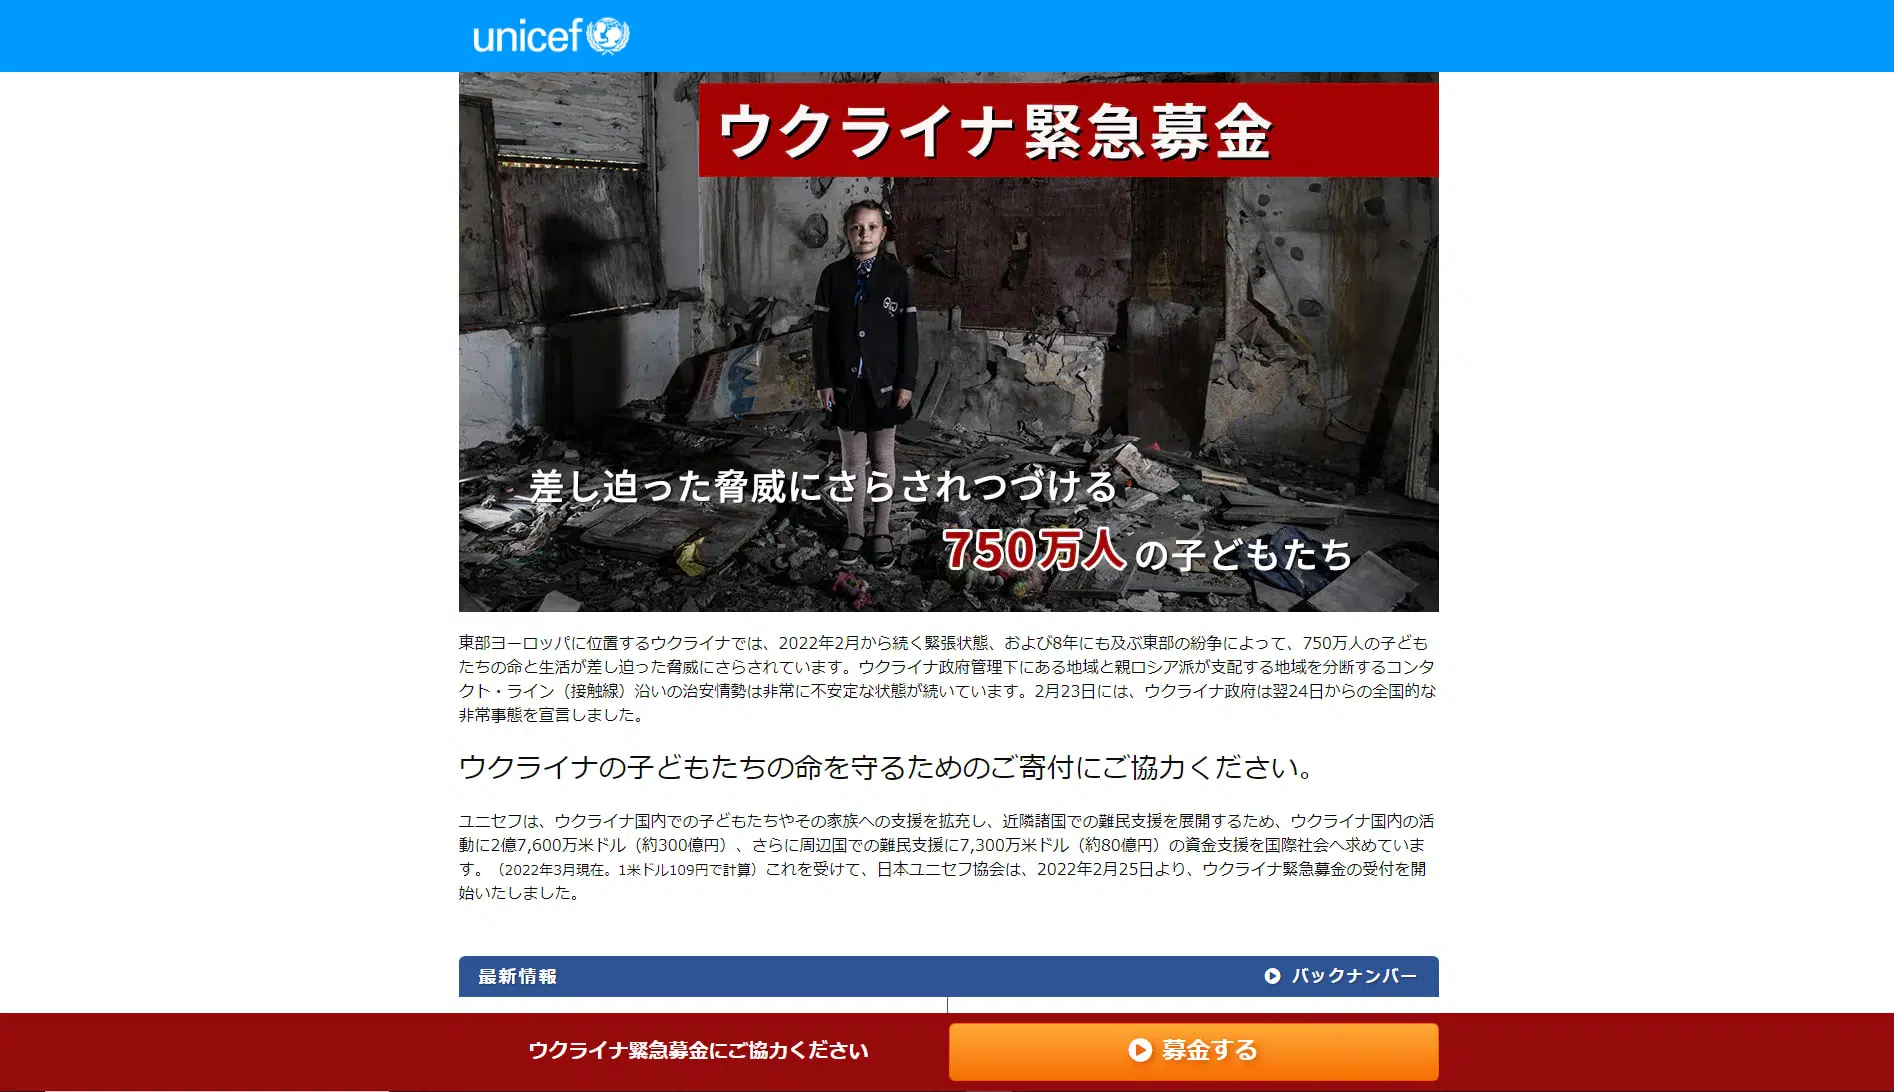 unicef
ウクライナ緊急募金
差し迫った脅威にさらされつづける
750万人の子どもたち
東部ヨーロッパに位置するウクライナでは、2022年2月から続く緊張状態、および8年にも及ぶ東部の紛争によって、750万人の子ども
たちの命と生活が差し迫った脅威にさらされています。ウクライナ政府管理下にある地域と親ロシア派が支配する地域を分断するコンタ
クト・ライン（接触線）沿いの治安情勢は非常に不安定な状態が続いています。2月23日には、ウクライナ政府は翌24日からの全国的な
非常事態を宣言しました。
ウクライナの子どもたちの命を守るためのご寄付にご協力ください。
ユニセフは、ウクライナ国内での子どもたちやその家族への支援を拡充し、近隣諸国での難民支援を展開するため、ウクライナ国内の活
動に2億7,600万米ドル（約300億円）、さらに周辺国での難民支援に7,300万米ドル（約80億円）の資金支援を国際社会へ求めていま
す。（2022年3月現在。1米ドル109円で計算）これを受けて、日本ユニセフ協会は、2022年2月25日より、ウクライナ緊急募金の受付を開
始いたしました。
最新情報
バックナンバー
ウクライナ緊急募金にご協力ください
募金する